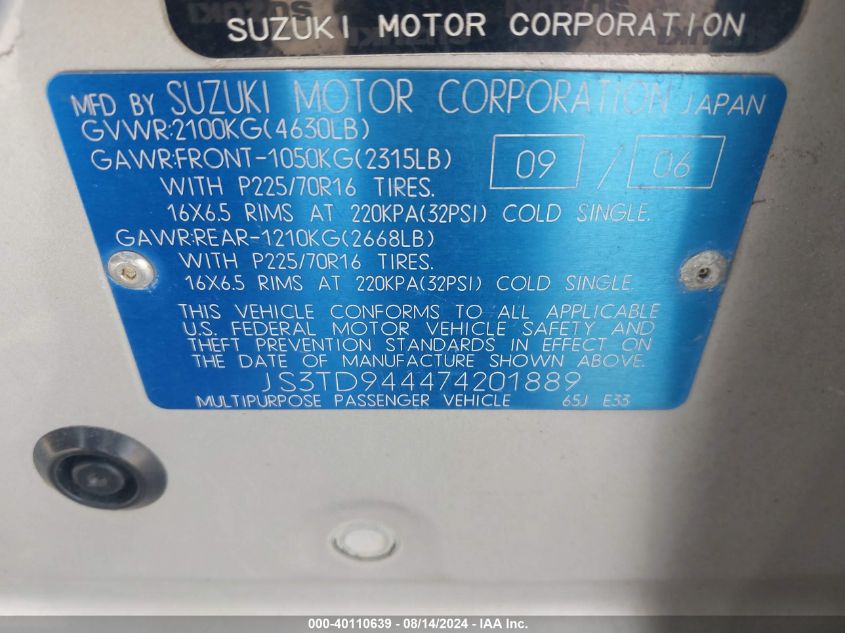 SUZUKI MOTOR CORPORATION
MFD BY SUZUKI MOTOR CORPORATION JAPAN
GVWR:2100KG(4630LB)
GAWR:FRONT-1050KG(2315LB) 09 / 06
WITH P225/70R16 TIRES.
16X6.5 RIMS AT 220KPA(32PSI) COLD SINGLE.
GAWR:REAR-1210KG(2668LB)
WITH P225/70R16 TIRES.
16X6.5 RIMS AT 220KPA(32PSI) COLD SINGLE.
THIS VEHICLE CONFORMS TO ALL APPLICABLE
U.S. FEDERAL MOTOR VEHICLE SAFETY AND
THEFT PREVENTION STANDARDS IN EFFECT ON
THE DATE OF MANUFACTURE SHOWN ABOVE.
JS3TD944474201889
MULTIPURPOSE PASSENGER VEHICLE 65J E33
000-40110639 - 08/14/2024 - IAA Inc.